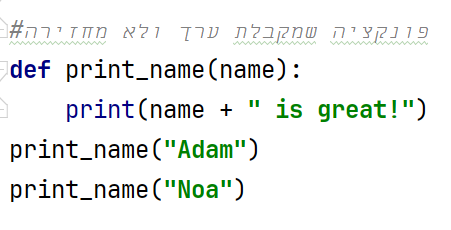 #פונקציה שמקבלת ערך ולא מחזירה
def print_name(name):
    print(name + " is great!")
print_name("Adam")
print_name("Noa")